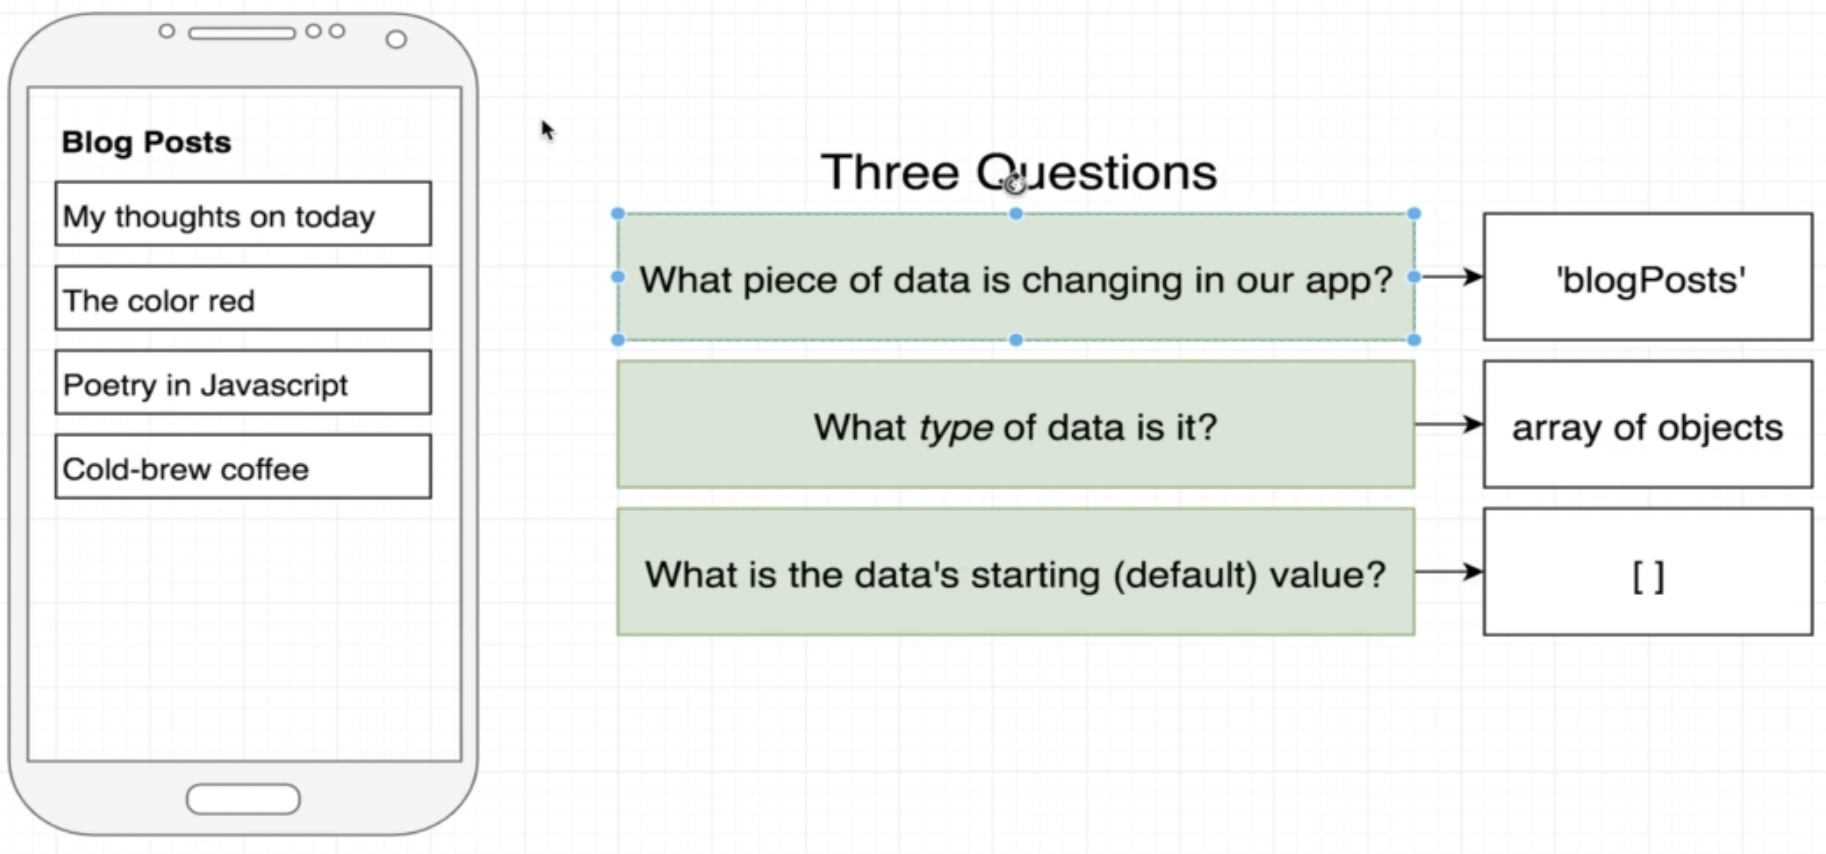 Blog Posts
My thoughts on today
The color red
Poetry in Javascript
Cold-brew coffee
Three Questions
What piece of data is changing in our app?
'blogPosts'
What type of data is it?
array of objects
What is the data's starting (default) value?
[ ]